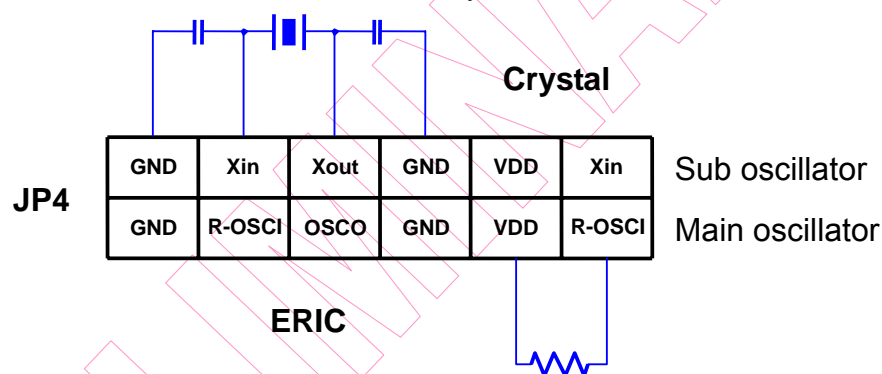 Crystal
GND Xin Xout GND VDD Xin Sub oscillator
JP4
GND R-OSCI OSCO GND VDD R-OSCI Main oscillator
ERIC